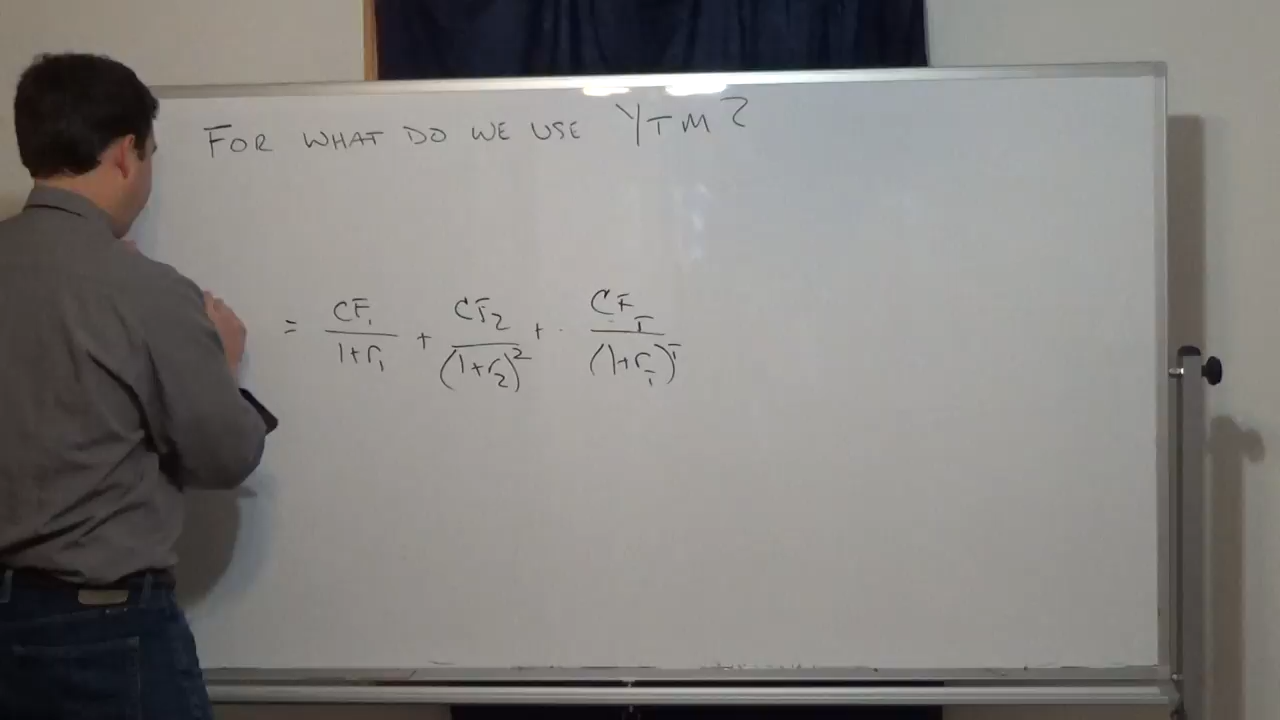 FOR WHAT DO WE USE YTM?
= CF₁/(1+r₁) + CF₂/(1+r₂)² + · CF_T/(1+r_T)^T